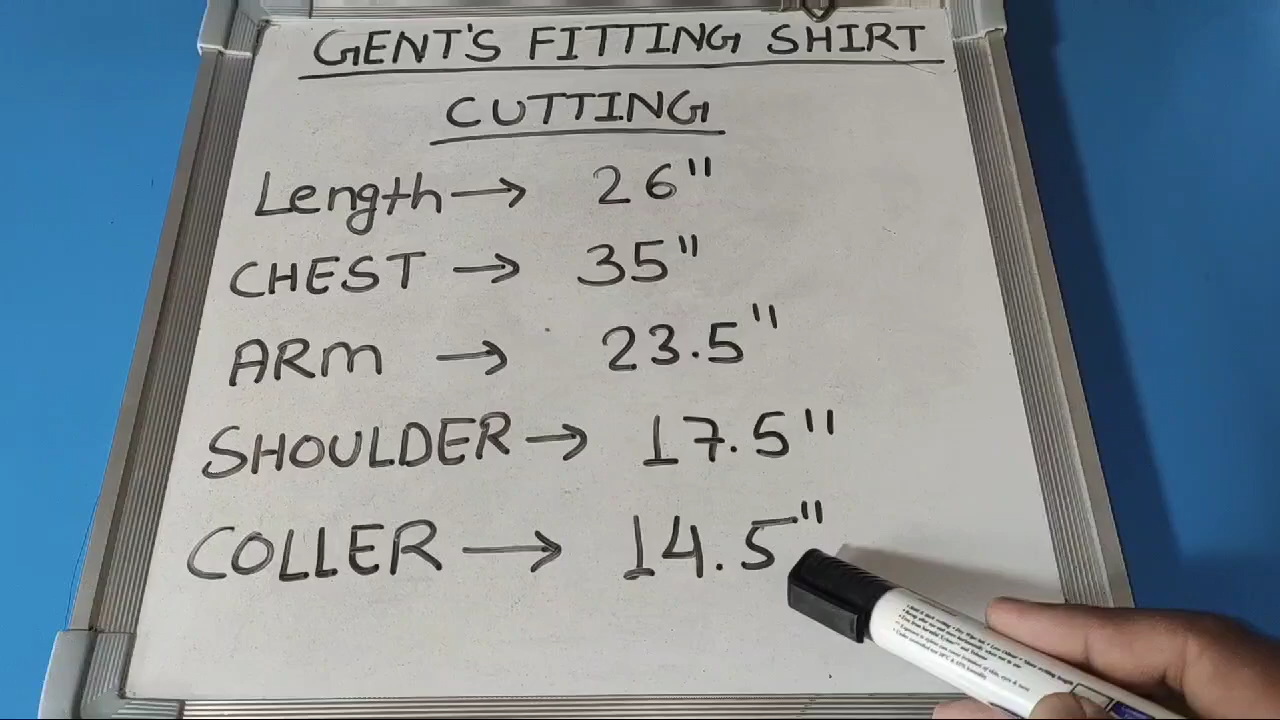 GENT'S FITTING SHIRT
CUTTING
Length → 26"
CHEST → 35"
ARM → 23.5"
SHOULDER → 17.5"
COLLER → 14.5"